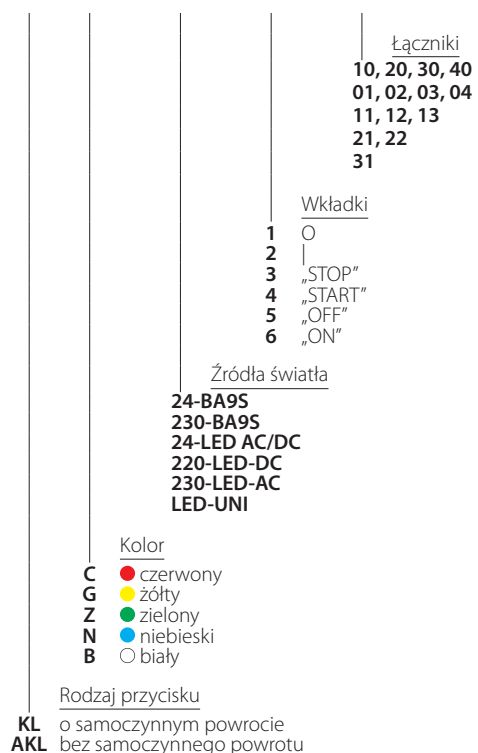 Łączniki
10, 20, 30, 40
01, 02, 03, 04
11, 12, 13
21, 22
31
Wkładki
1 O
2 |
3 „STOP”
4 „START”
5 „OFF”
6 „ON”
Źródła światła
24-BA9S
230-BA9S
24-LED AC/DC
220-LED-DC
230-LED-AC
LED-UNI
Kolor
C czerwony
G żółty
Z zielony
N niebieski
B biały
Rodzaj przycisku
KL o samoczynnym powrocie
AKL bez samoczynnego powrotu